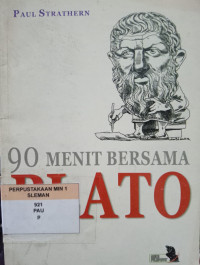 PAUL STRATHERN
90 MENIT BERSAMA
PLATO
PERPUSTAKAAN MIN 1
SLEMAN
921
PAU
p